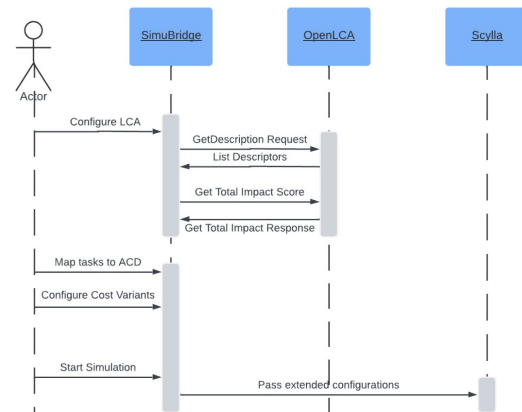 SimuBridge
OpenLCA
Scylla
Actor
Configure LCA
GetDescription Request
List Descriptors
Get Total Impact Score
Get Total Impact Response
Map tasks to ACD
Configure Cost Variants
Start Simulation
Pass extended configurations